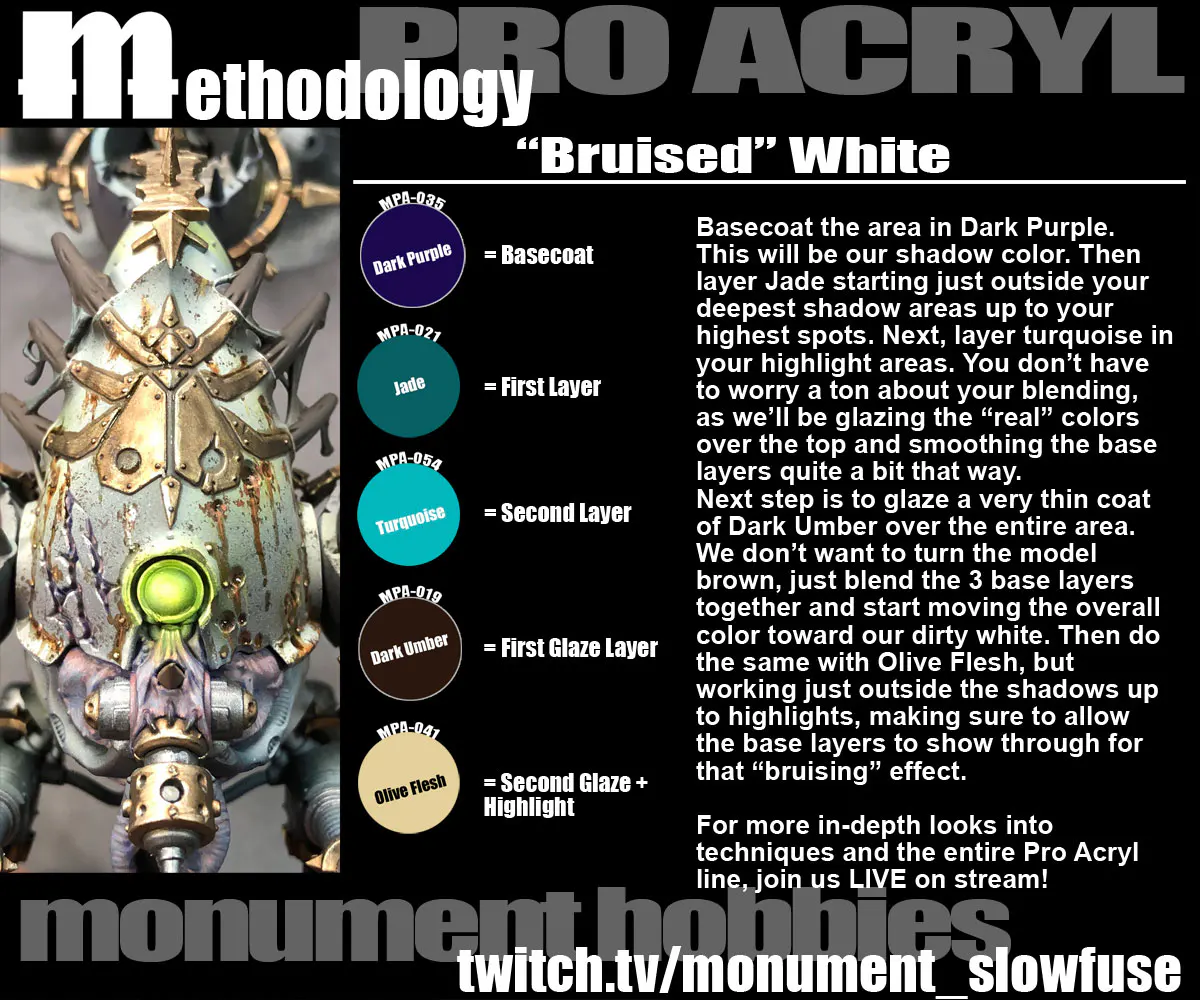 PRO ACRYL
Methodology
“Bruised” White
MPA-035
Dark Purple
= Basecoat
MPA-021
Jade
= First Layer
MPA-054
Turquoise
= Second Layer
MPA-019
Dark Umber
= First Glaze Layer
MPA-041
Olive Flesh
= Second Glaze +
Highlight
Basecoat the area in Dark Purple.
This will be our shadow color. Then
layer Jade starting just outside your
deepest shadow areas up to your
highest spots. Next, layer turquoise in
your highlight areas. You don’t have
to worry a ton about your blending,
as we’ll be glazing the “real” colors
over the top and smoothing the base
layers quite a bit that way.
Next step is to glaze a very thin coat
of Dark Umber over the entire area.
We don’t want to turn the model
brown, just blend the 3 base layers
together and start moving the overall
color toward our dirty white. Then do
the same with Olive Flesh, but
working just outside the shadows up
to highlights, making sure to allow
the base layers to show through for
that “bruising” effect.
For more in-depth looks into
techniques and the entire Pro Acryl
line, join us LIVE on stream!
monument hobbies
twitch.tv/monument_slowfuse